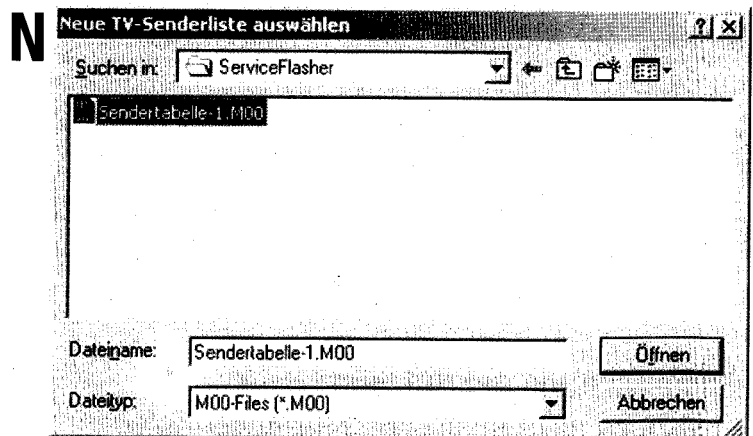 N
Neue TV-Senderliste auswählen
Suchen in: ServiceFlasher
Sendertabelle-1.M00
Dateiname: Sendertabelle-1.M00 Öffnen
Dateityp: M00-Files (*.M00) Abbrechen